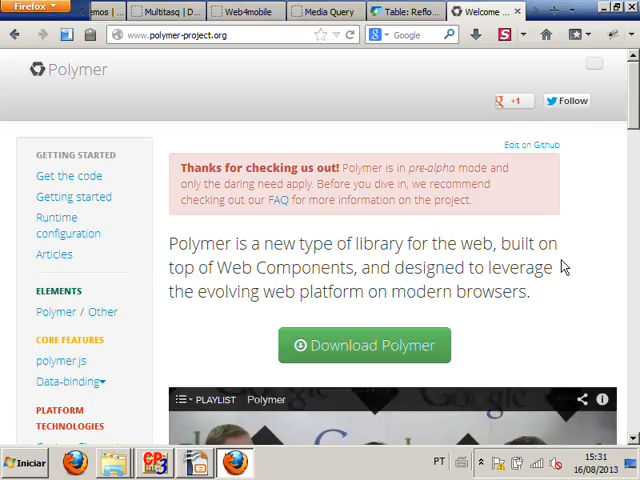 Firefox
emos | ...
Multitasq | D...
Web4mobile
Media Query
Table: Reflo...
Welcome ...
www.polymer-project.org
Google
Polymer
+1
Follow
Edit on Github
GETTING STARTED
Get the code
Getting started
Runtime
configuration
Articles
ELEMENTS
Polymer / Other
CORE FEATURES
polymer.js
Data-binding
PLATFORM
TECHNOLOGIES
Thanks for checking us out! Polymer is in pre-alpha mode and
only the daring need apply. Before you dive in, we recommend
checking out our FAQ for more information on the project.
Polymer is a new type of library for the web, built on
top of Web Components, and designed to leverage
the evolving web platform on modern browsers.
Download Polymer
PLAYLIST Polymer
Google
Iniciar
PT
15:31
16/08/2013